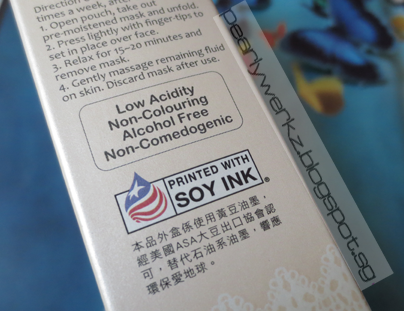 times a week, after
1. Open pouch, take out
pre-moistened mask and unfold.
2. Press lightly with finger-tips to
set in place over face.
3. Relax for 15–20 minutes and
remove mask.
4. Gently massage remaining fluid
on skin. Discard mask after use.
Low Acidity
Non-Colouring
Alcohol Free
Non-Comedogenic
PRINTED WITH
SOY INK®
本品外盒係使用黃豆油墨,
經美國ASA大豆出口協會認
可,替代石油系油墨,響應
環保愛地球。
pearlywerkz.blogspot.sg